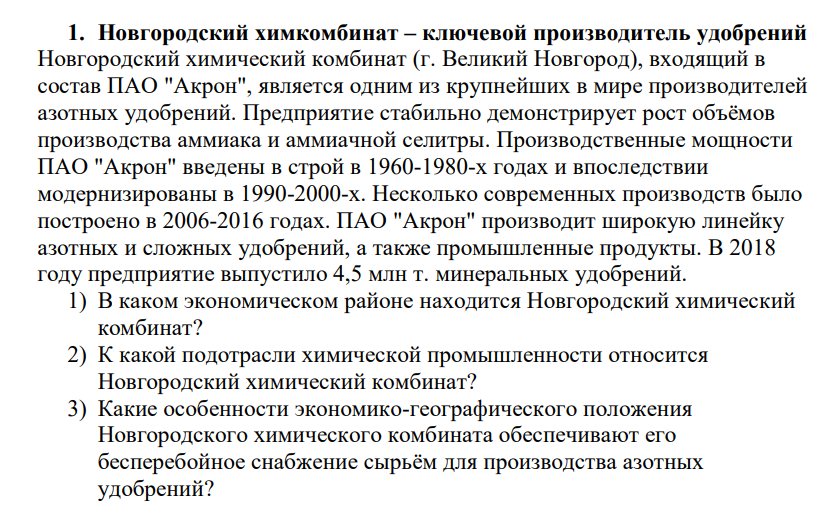 1. Новгородский химкомбинат – ключевой производитель удобрений
Новгородский химический комбинат (г. Великий Новгород), входящий в
состав ПАО "Акрон", является одним из крупнейших в мире производителей
азотных удобрений. Предприятие стабильно демонстрирует рост объёмов
производства аммиака и аммиачной селитры. Производственные мощности
ПАО "Акрон" введены в строй в 1960-1980-х годах и впоследствии
модернизированы в 1990-2000-х. Несколько современных производств было
построено в 2006-2016 годах. ПАО "Акрон" производит широкую линейку
азотных и сложных удобрений, а также промышленные продукты. В 2018
году предприятие выпустило 4,5 млн т. минеральных удобрений.
1) В каком экономическом районе находится Новгородский химический
комбинат?
2) К какой подотрасли химической промышленности относится
Новгородский химический комбинат?
3) Какие особенности экономико-географического положения
Новгородского химического комбината обеспечивают его
бесперебойное снабжение сырьём для производства азотных
удобрений?